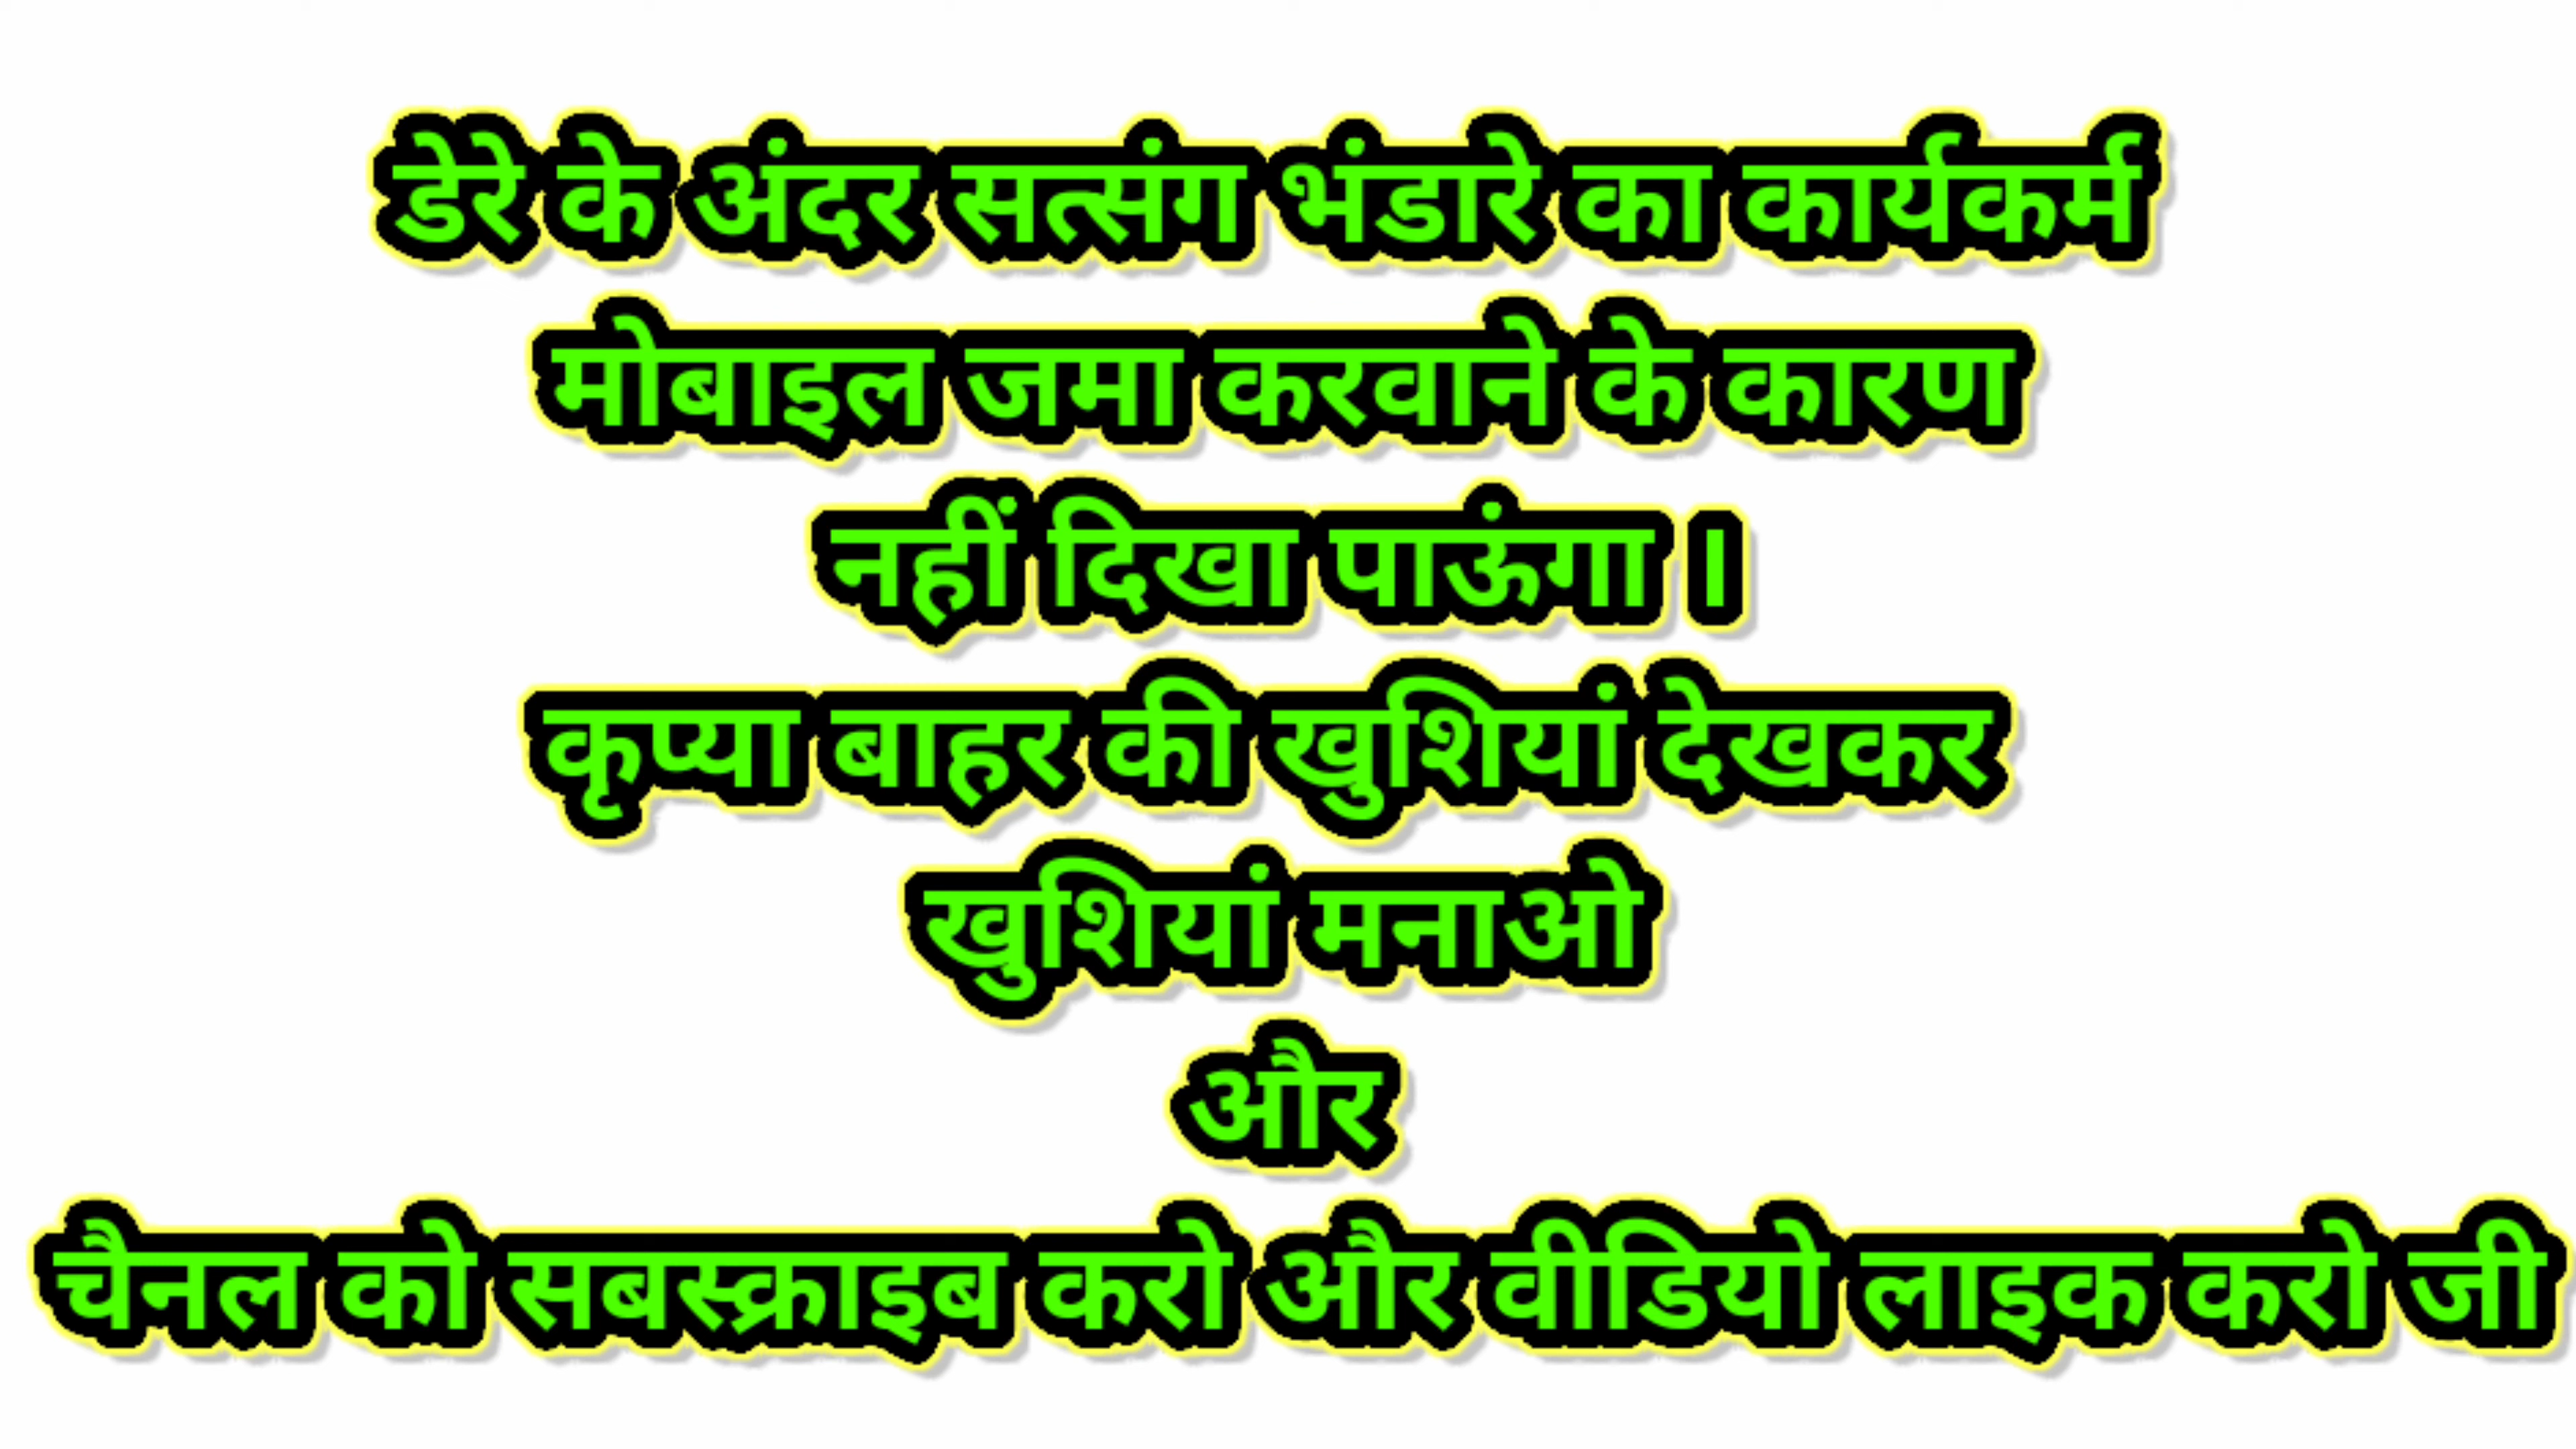 डेरे के अंदर सत्संग भंडारे का कार्यकर्म
मोबाइल जमा करवाने के कारण
नहीं दिखा पाऊंगा ।
कृप्या बाहर की खुशियां देखकर
खुशियां मनाओ
और
चैनल को सबस्क्राइब करो और वीडियो लाइक करो जी